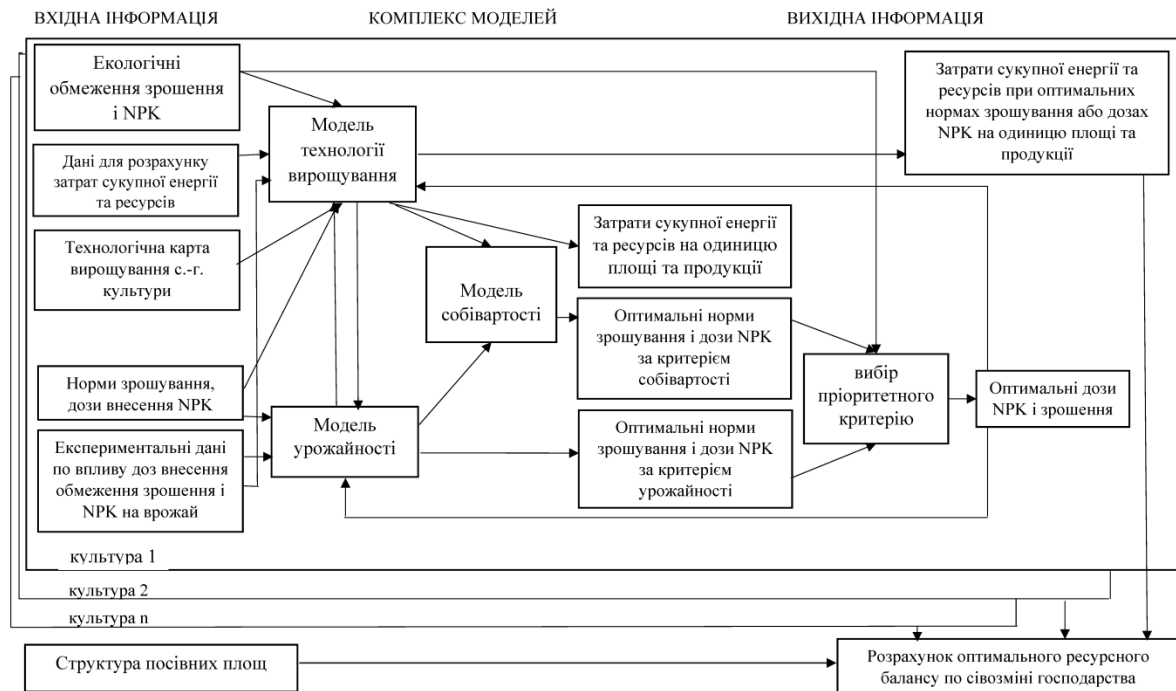 ВХІДНА ІНФОРМАЦІЯ
КОМПЛЕКС МОДЕЛЕЙ
ВИХІДНА ІНФОРМАЦІЯ
Екологічні
обмеження зрошення
і NPK
Дані для розрахунку
затрат сукупної енергії
та ресурсів
Технологічна карта
вирощування с.-г.
культури
Норми зрошування,
дози внесення NPK
Експериментальні дані
по впливу доз внесення
обмеження зрошення і
NPK на врожай
Модель
технології
вирощування
Модель
собівартості
Модель
урожайності
Затрати сукупної енергії та
ресурсів при оптимальних
нормах зрошування або дозах
NPK на одиницю площі та
продукції
Затрати сукупної енергії
та ресурсів на одиницю
площі та продукції
Оптимальні норми
зрошування і дози NPK
за критерієм
собівартості
Оптимальні норми
зрошування і дози NPK
за критерієм
урожайності
вибір
пріоритетного
критерію
Оптимальні дози
NPK і зрошення
культура 1
культура 2
культура n
Структура посівних площ
Розрахунок оптимального ресурсного
балансу по сівозміні господарства